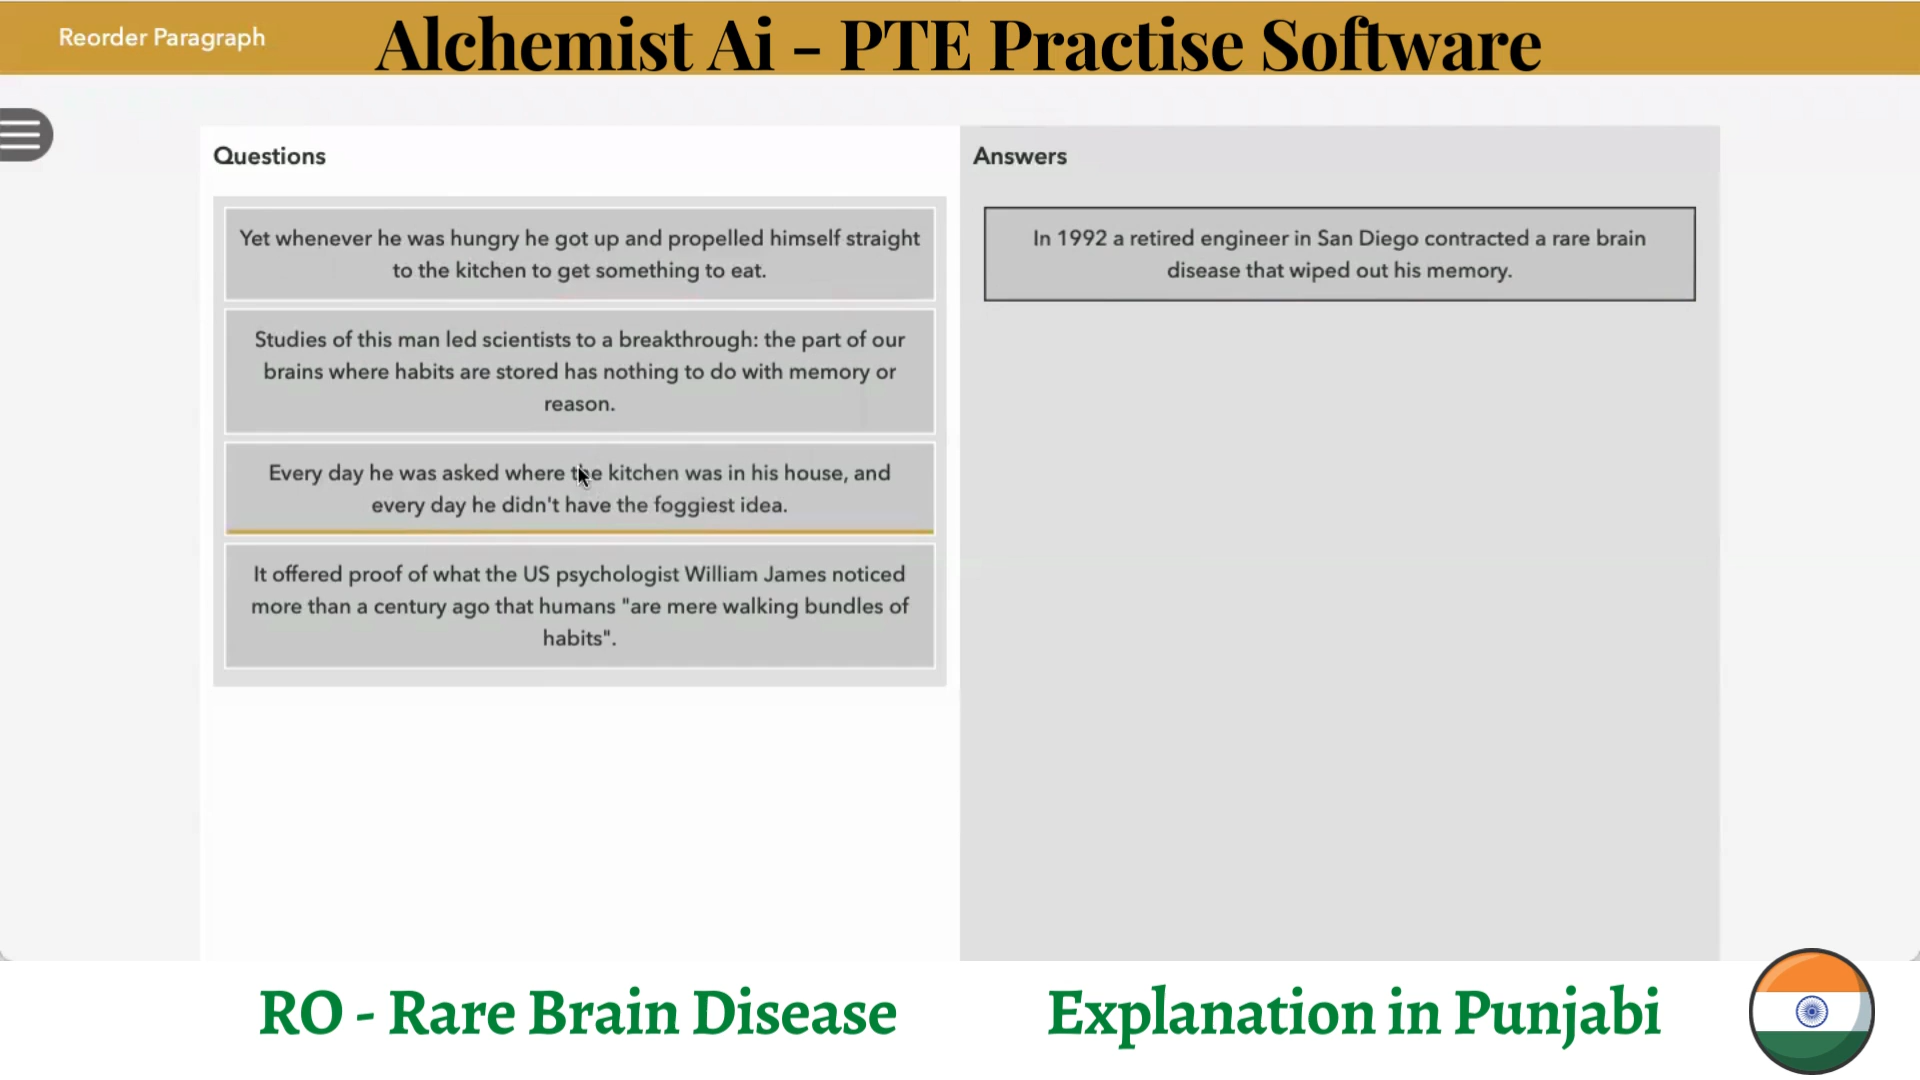 Reorder Paragraph
Alchemist Ai - PTE Practise Software
Questions
Yet whenever he was hungry he got up and propelled himself straight
to the kitchen to get something to eat.
Studies of this man led scientists to a breakthrough: the part of our
brains where habits are stored has nothing to do with memory or
reason.
Every day he was asked where the kitchen was in his house, and
every day he didn't have the foggiest idea.
It offered proof of what the US psychologist William James noticed
more than a century ago that humans "are mere walking bundles of
habits".
Answers
In 1992 a retired engineer in San Diego contracted a rare brain
disease that wiped out his memory.
RO - Rare Brain Disease
Explanation in Punjabi